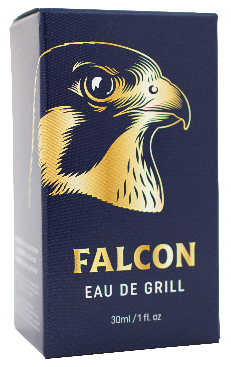 FALCON
EAU DE GRILL
30ml / 1 fl. oz